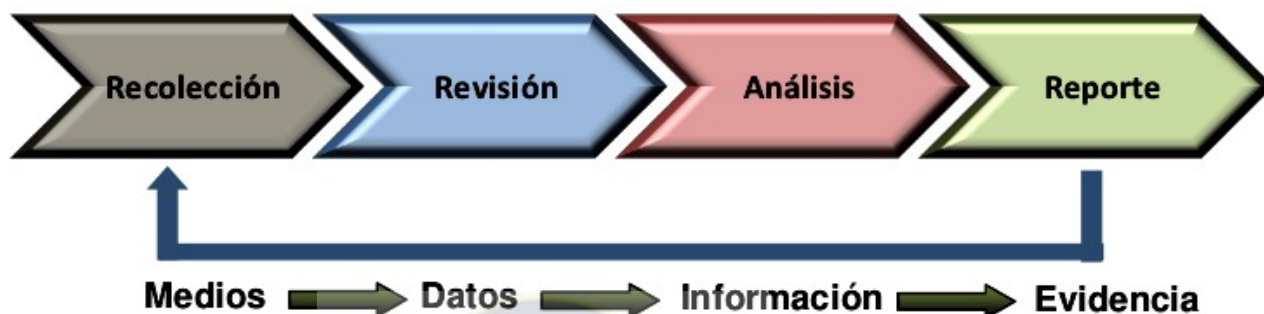 Recolección Revisión Análisis Reporte
Medios Datos Información Evidencia